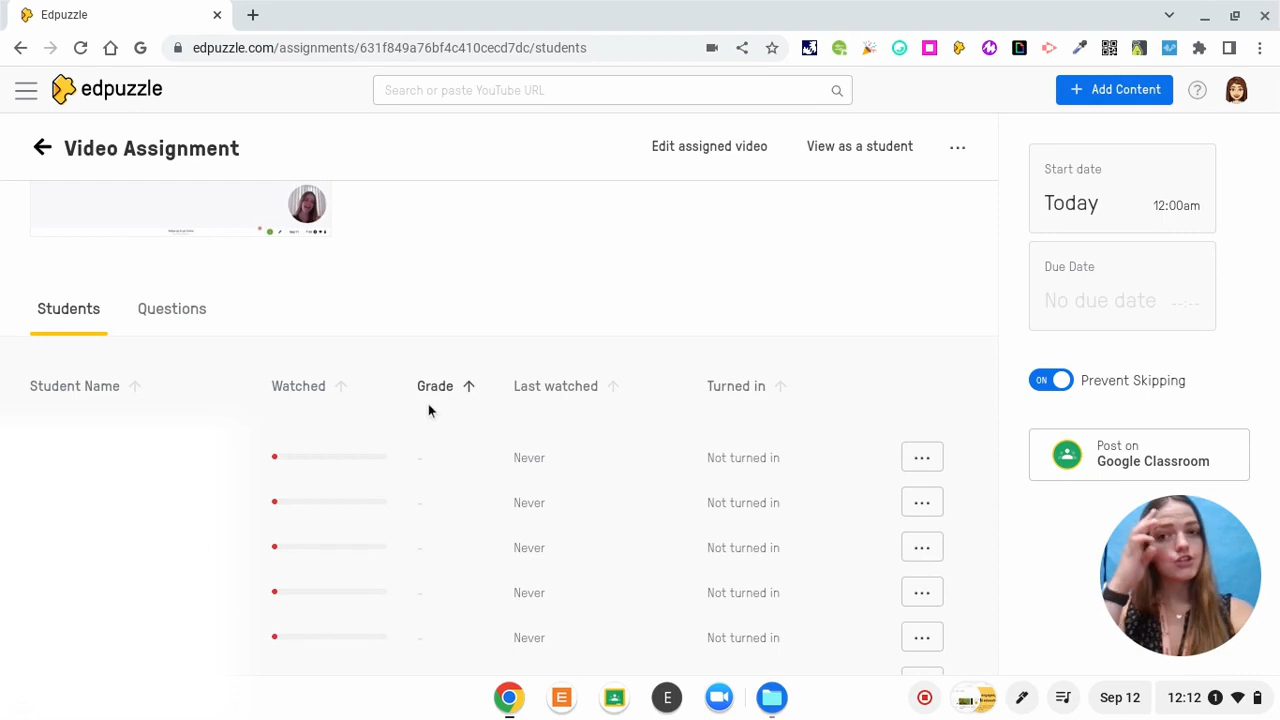 Edpuzzle
edpuzzle.com/assignments/631f849a76bf4c410cecd7dc/students
edpuzzle
Search or paste YouTube URL
+ Add Content
?
Video Assignment
Edit assigned video
View as a student
...
Start date
Today 12:00am
Due Date
No due date --:--
Students
Questions
ON Prevent Skipping
Student Name
Watched
Grade
Last watched
Turned in
Post on
Google Classroom
- Never Not turned in ...
- Never Not turned in ...
- Never Not turned in ...
- Never Not turned in ...
- Never Not turned in ...
E
Sep 12
12:12 1